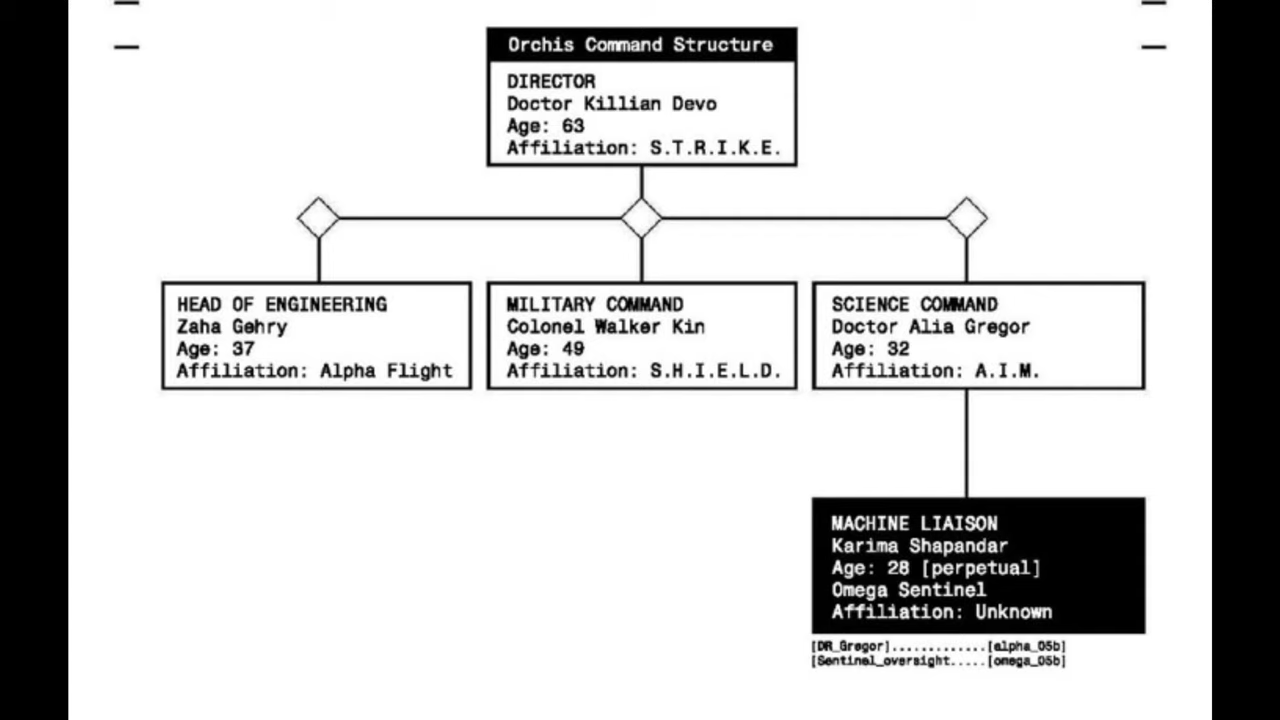 Orchis Command Structure
DIRECTOR
Doctor Killian Devo
Age: 63
Affiliation: S.T.R.I.K.E.
HEAD OF ENGINEERING
Zaha Gehry
Age: 37
Affiliation: Alpha Flight
MILITARY COMMAND
Colonel Walker Kin
Age: 49
Affiliation: S.H.I.E.L.D.
SCIENCE COMMAND
Doctor Alia Gregor
Age: 32
Affiliation: A.I.M.
MACHINE LIAISON
Karima Shapandar
Age: 28 [perpetual]
Omega Sentinel
Affiliation: Unknown
[DR_Gregor].............[alpha_05b]
[Sentinel_oversight.....[omega_05b]